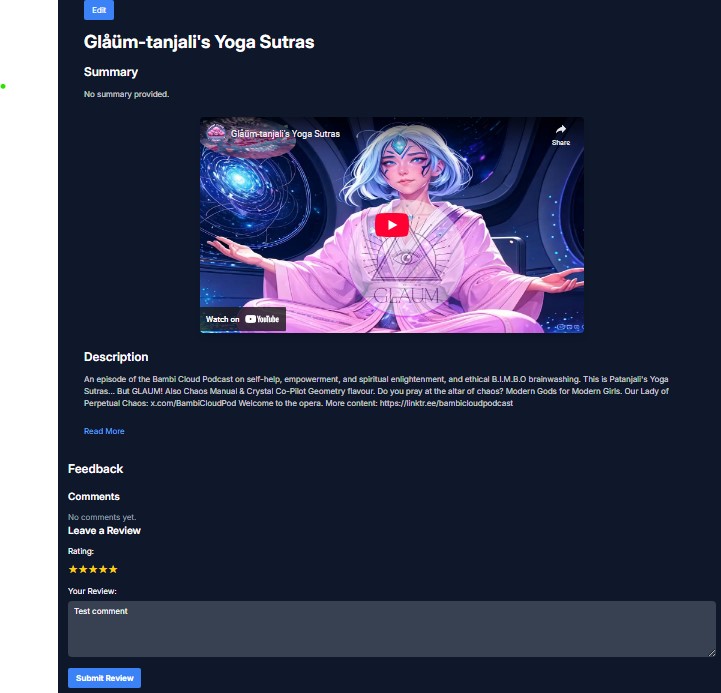 Edit
Glåüm-tanjali's Yoga Sutras
Summary
No summary provided.
Glåüm-tanjali's Yoga Sutras
Share
GLAUM
Watch on YouTube
Description
An episode of the Bambi Cloud Podcast on self-help, empowerment, and spiritual enlightenment, and ethical B.I.M.B.O brainwashing. This is Patanjali's Yoga
Sutras... But GLAUM! Also Chaos Manual & Crystal Co-Pilot Geometry flavour. Do you pray at the altar of chaos? Modern Gods for Modern Girls. Our Lady of
Perpetual Chaos: x.com/BambiCloudPod Welcome to the opera. More content: https://linktr.ee/bambicloudpodcast
Read More
Feedback
Comments
No comments yet.
Leave a Review
Rating:
★★★★★
Your Review:
Test comment
Submit Review